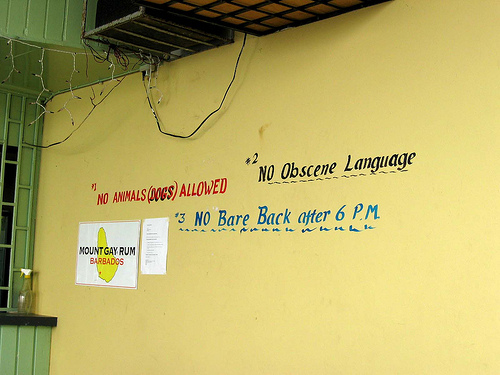 #1 NO ANIMALS (DOGS) ALLOWED
#2 NO Obscene Language
#3 NO Bare Back after 6 P.M
MOUNT GAY RUM
BARBADOS